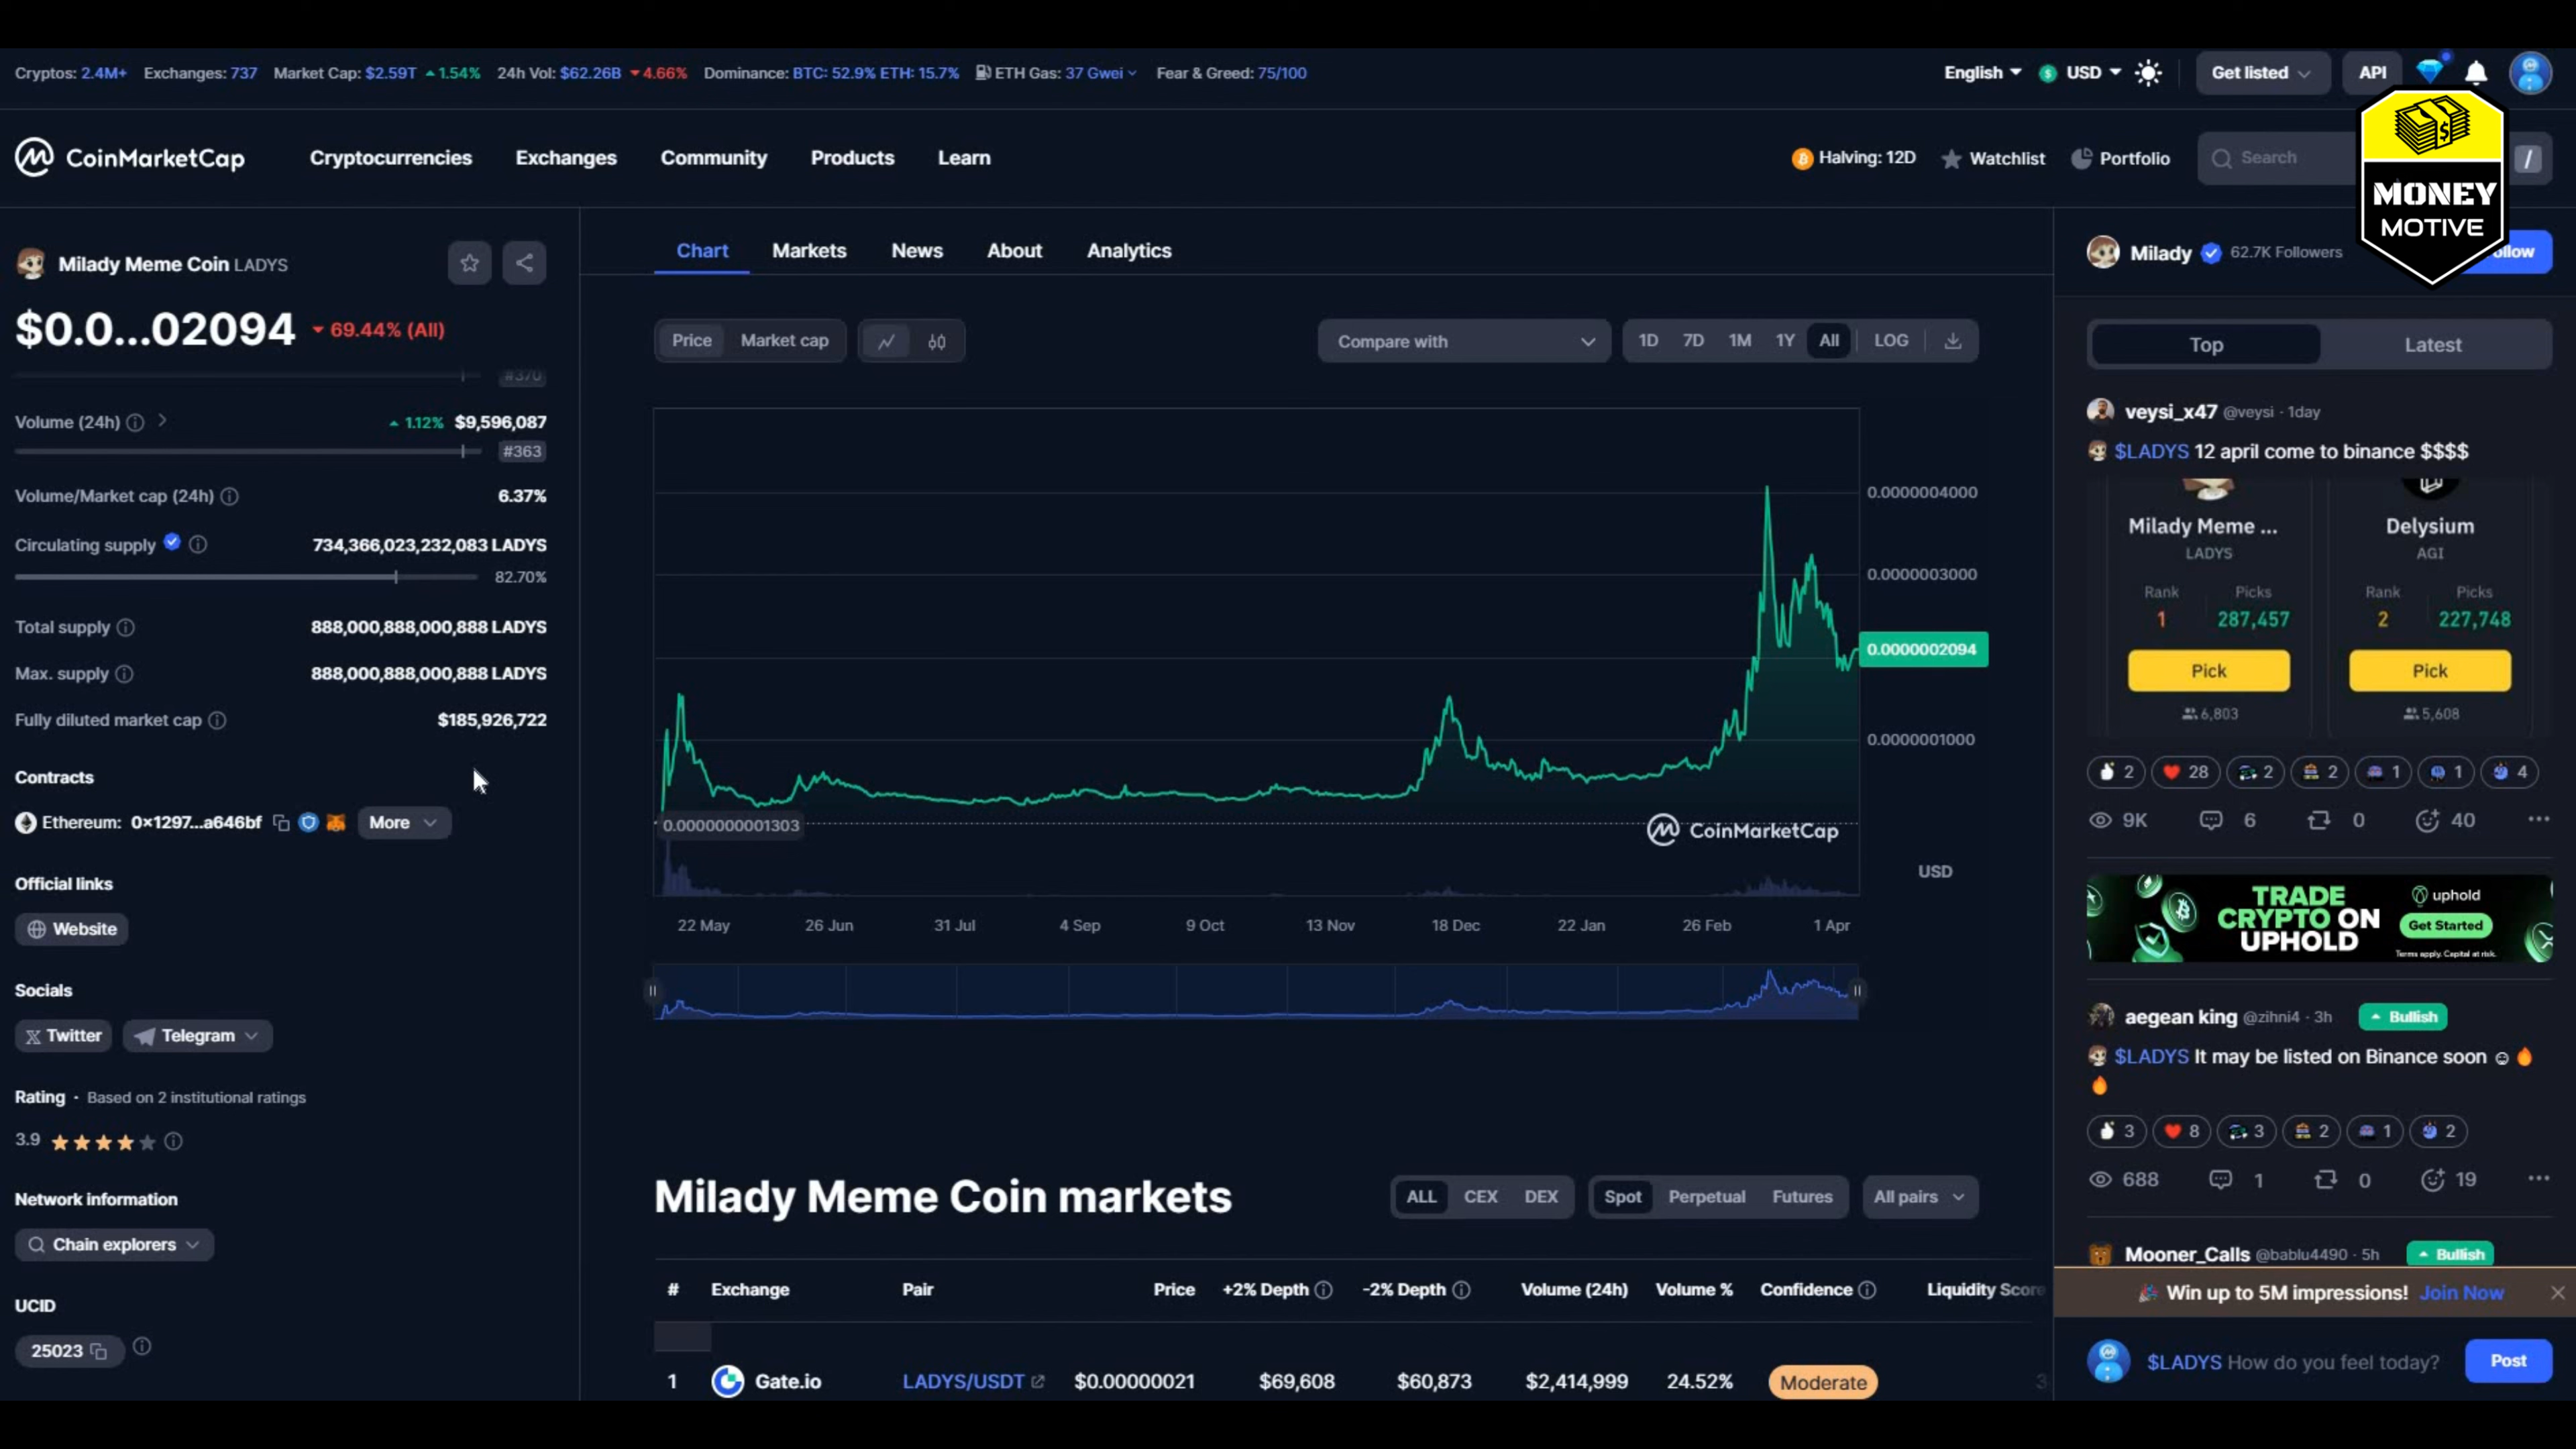 Cryptos: 2.4M+ Exchanges: 737 Market Cap: $2.59T 1.54% 24h Vol: $62.26B 4.66% Dominance: BTC: 52.9% ETH: 15.7% ETH Gas: 37 Gwei Fear & Greed: 75/100
English USD Get listed API
CoinMarketCap Cryptocurrencies Exchanges Community Products Learn
Halving: 12D Watchlist Portfolio Search /
MONEY
MOTIVE
Milady Meme Coin LADYS
$0.0...02094 69.44% (All)
#370
Volume (24h) 1.12% $9,596,087
#363
Volume/Market cap (24h) 6.37%
Circulating supply 734,366,023,232,083 LADYS
82.70%
Total supply 888,000,888,000,888 LADYS
Max. supply 888,000,888,000,888 LADYS
Fully diluted market cap $185,926,722
Contracts
Ethereum: 0x1297...a646bf More
Official links
Website
Socials
X Twitter Telegram
Rating · Based on 2 institutional ratings
3.9
Network information
Chain explorers
UCID
25023
Chart Markets News About Analytics
Price Market cap Compare with 1D 7D 1M 1Y All LOG
0.0000004000
0.0000003000
0.0000002094
0.0000001000
0.0000000001303
CoinMarketCap
USD
22 May 26 Jun 31 Jul 4 Sep 9 Oct 13 Nov 18 Dec 22 Jan 26 Feb 1 Apr
Milady Meme Coin markets ALL CEX DEX Spot Perpetual Futures All pairs
# Exchange Pair Price +2% Depth -2% Depth Volume (24h) Volume % Confidence Liquidity Score
1 Gate.io LADYS/USDT $0.00000021 $69,608 $60,873 $2,414,999 24.52% Moderate
Milady 62.7K Followers
Top Latest
veysi_x47 @veysi · 1day
$LADYS 12 april come to binance $$$$
Milady Meme ... Delysium
LADYS AGI
Rank Picks Rank Picks
1 287,457 2 227,748
Pick Pick
6,803 5,608
2 28 2 2 1 1 4
9K 6 0 40
TRADE
CRYPTO ON
UPHOLD
uphold
Get Started
Terms apply. Capital at risk.
aegean king @zihni4 · 3h Bullish
$LADYS It may be listed on Binance soon
3 8 3 2 1 2
688 1 0 19
Mooner_Calls @bablu4490 · 5h Bullish
Win up to 5M impressions! Join Now
$LADYS How do you feel today? Post